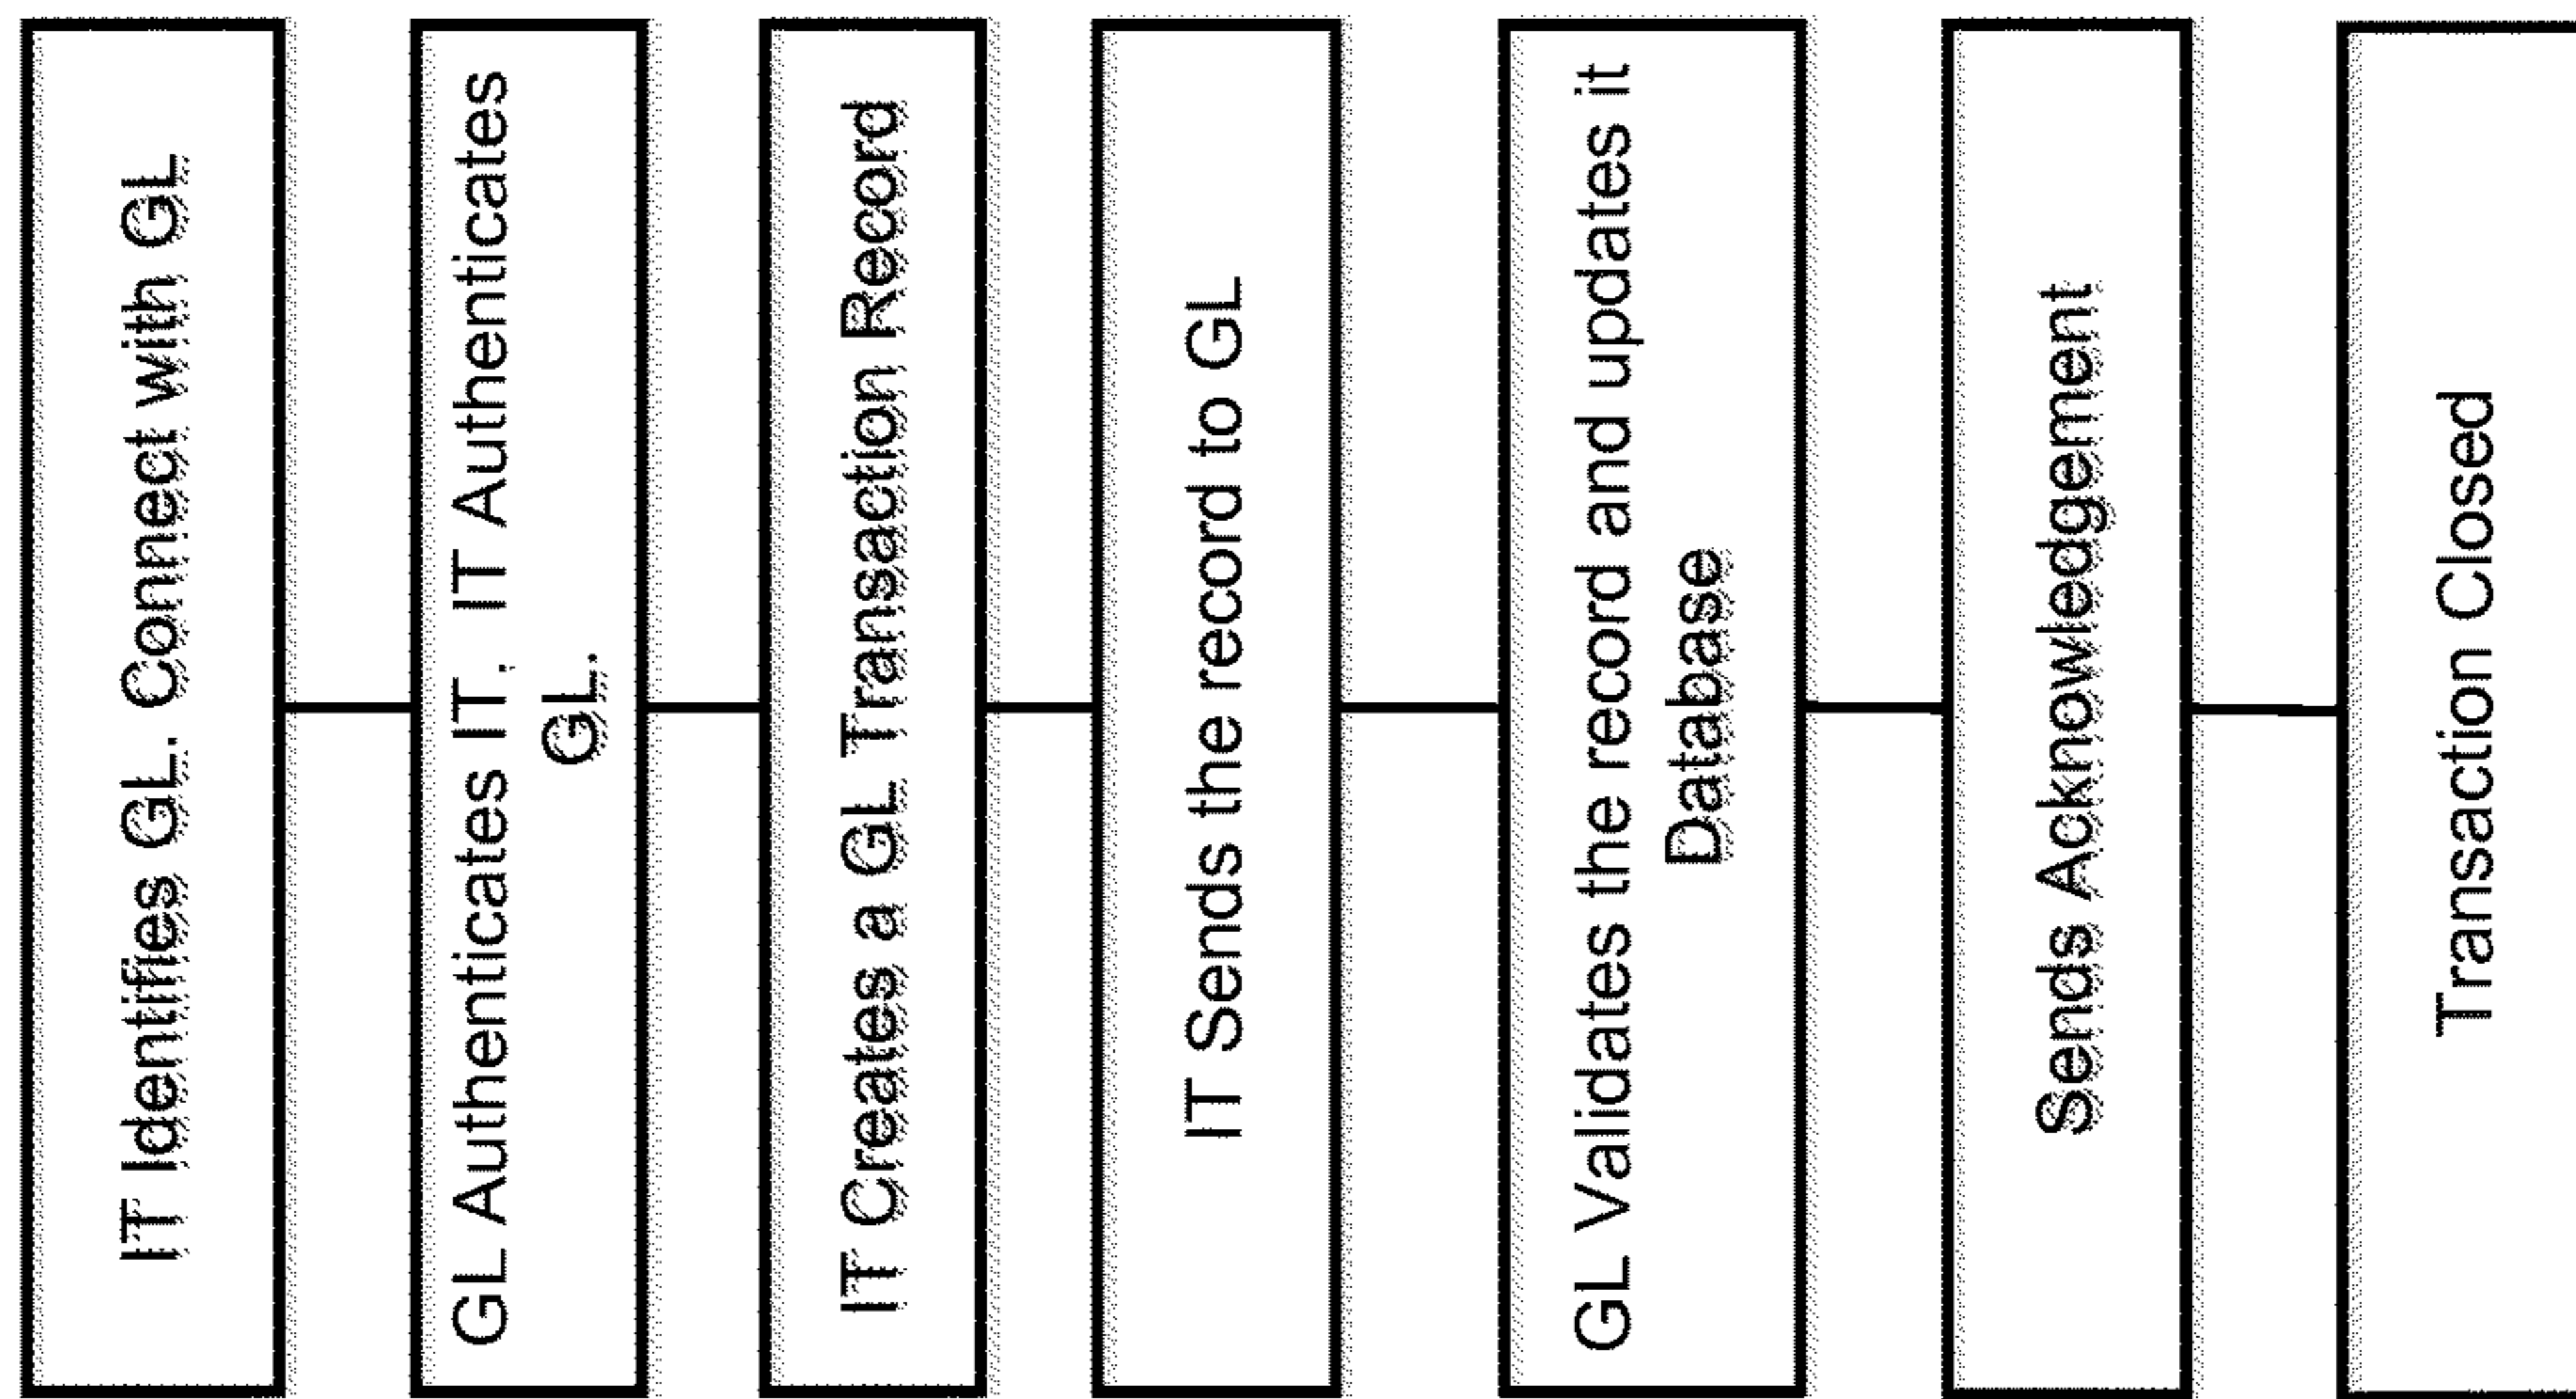 IT Identifies GL. Connect with GL
GL Authenticates IT. IT Authenticates
GL.
IT Creates a GL Transaction Record
IT Sends the record to GL
GL Validates the record and updates it
Database
Sends Acknowledgement
Transaction Closed